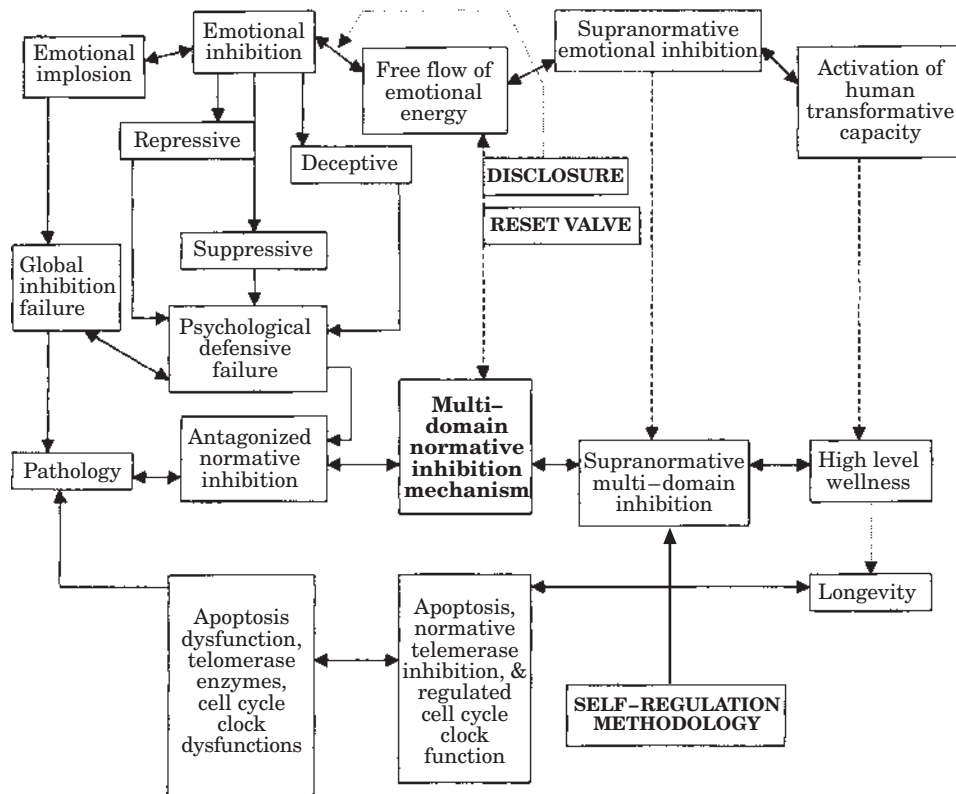 Emotional
implosion
Emotional
inhibition
Free flow of
emotional
energy
Supranormative
emotional inhibition
Activation of
human
transformative
capacity
Repressive
Deceptive
DISCLOSURE
RESET VALVE
Suppressive
Global
inhibition
failure
Psychological
defensive
failure
Antagonized
normative
inhibition
Multi–
domain
normative
inhibition
mechanism
Supranormative
multi–domain
inhibition
High level
wellness
Pathology
Longevity
Apoptosis
dysfunction,
telomerase
enzymes,
cell cycle
clock
dysfunctions
Apoptosis,
normative
telemerase
inhibition, &
regulated
cell cycle
clock
function
SELF–REGULATION
METHODOLOGY